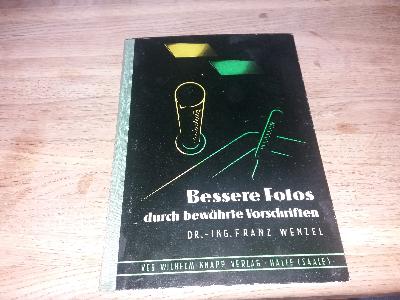 Bessere Fotos
durch bewährte Vorschriften
DR.-ING. FRANZ WENZEL
VEB WILHELM KNAPP VERLAG · HALLE (SAALE)